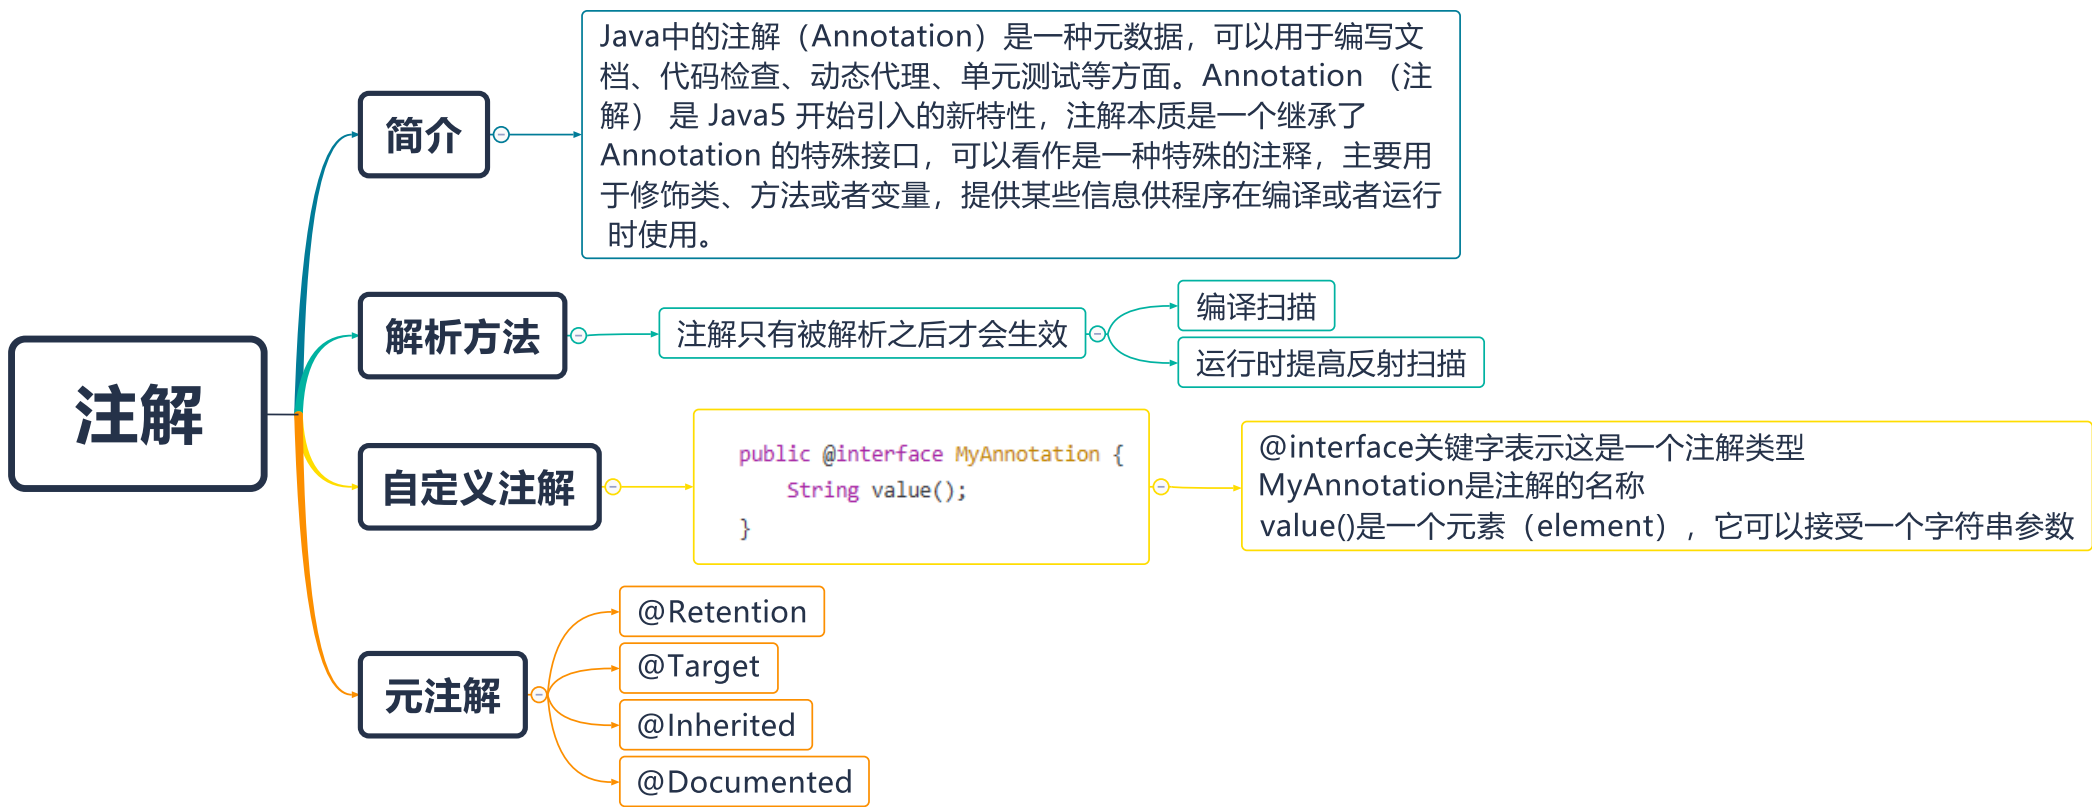 注解
简介
Java中的注解（Annotation）是一种元数据，可以用于编写文
档、代码检查、动态代理、单元测试等方面。Annotation （注
解） 是 Java5 开始引入的新特性，注解本质是一个继承了
Annotation 的特殊接口，可以看作是一种特殊的注释，主要用
于修饰类、方法或者变量，提供某些信息供程序在编译或者运行
时使用。
解析方法
注解只有被解析之后才会生效
编译扫描
运行时提高反射扫描
自定义注解
public @interface MyAnnotation {
    String value();
}
@interface关键字表示这是一个注解类型
MyAnnotation是注解的名称
value()是一个元素（element），它可以接受一个字符串参数
元注解
@Retention
@Target
@Inherited
@Documented